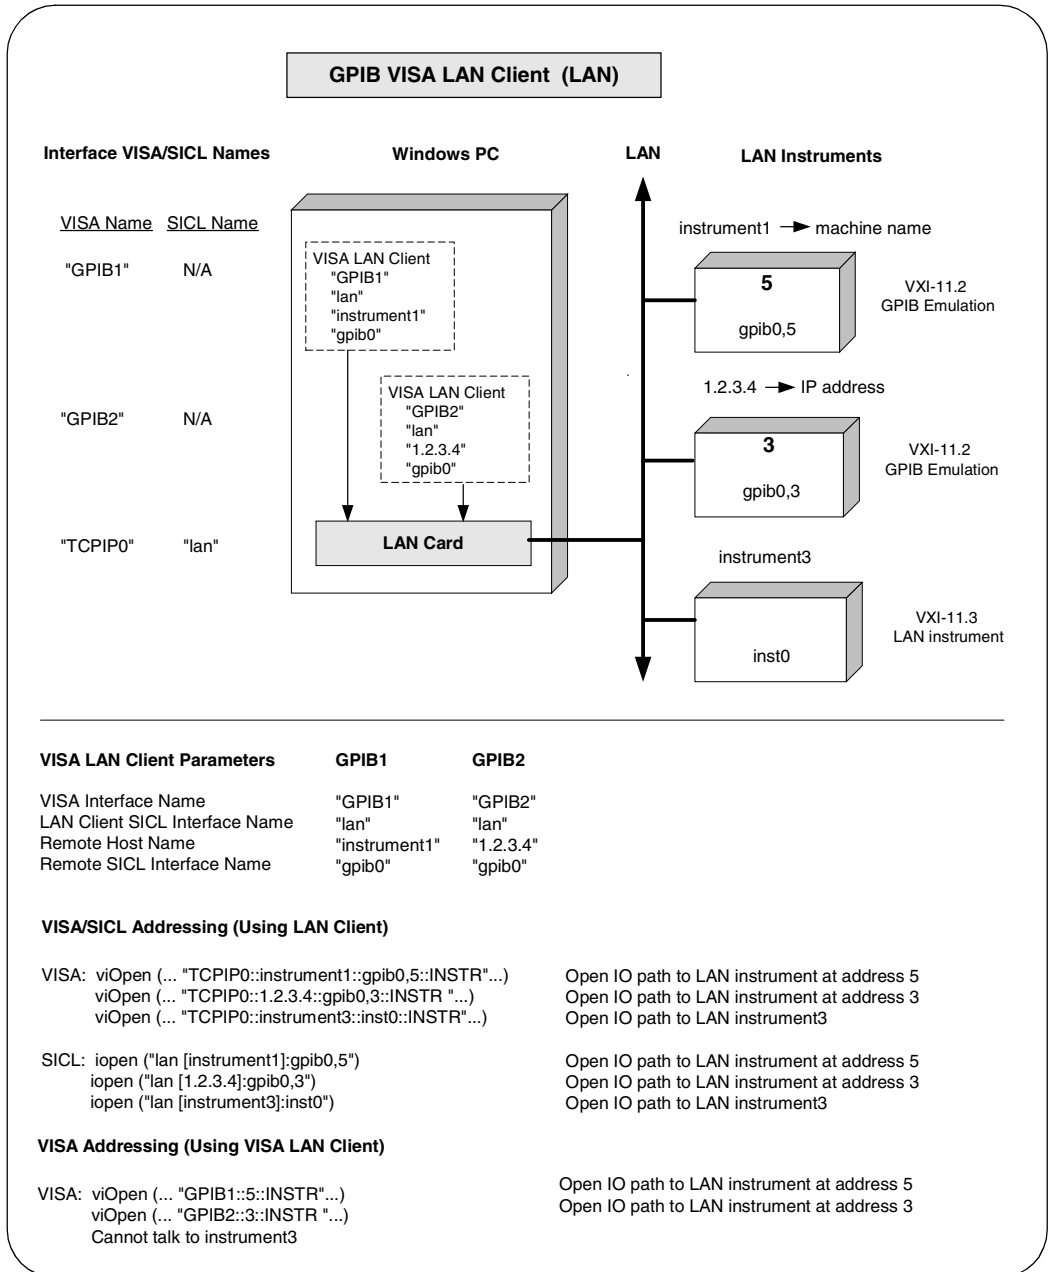 GPIB VISA LAN Client  (LAN)
Interface VISA/SICL Names
Windows PC
LAN
LAN Instruments
VISA Name  SICL Name
"GPIB1"  N/A
"GPIB2"  N/A
"TCPIP0"  "lan"
VISA LAN Client
"GPIB1"
"lan"
"instrument1"
"gpib0"
VISA LAN Client
"GPIB2"
"lan"
"1.2.3.4"
"gpib0"
LAN Card
instrument1 → machine name
5
gpib0,5
VXI-11.2
GPIB Emulation
1.2.3.4 → IP address
3
gpib0,3
VXI-11.2
GPIB Emulation
instrument3
inst0
VXI-11.3
LAN instrument
VISA LAN Client Parameters  GPIB1  GPIB2
VISA Interface Name  "GPIB1"  "GPIB2"
LAN Client SICL Interface Name  "lan"  "lan"
Remote Host Name  "instrument1"  "1.2.3.4"
Remote SICL Interface Name  "gpib0"  "gpib0"
VISA/SICL Addressing (Using LAN Client)
VISA:  viOpen (... "TCPIP0::instrument1::gpib0,5::INSTR"...)  Open IO path to LAN instrument at address 5
viOpen (... "TCPIP0::1.2.3.4::gpib0,3::INSTR "...)  Open IO path to LAN instrument at address 3
viOpen (... "TCPIP0::instrument3::inst0::INSTR"...)  Open IO path to LAN instrument3
SICL:  iopen ("lan [instrument1]:gpib0,5")  Open IO path to LAN instrument at address 5
iopen ("lan [1.2.3.4]:gpib0,3")  Open IO path to LAN instrument at address 3
iopen ("lan [instrument3]:inst0")  Open IO path to LAN instrument3
VISA Addressing (Using VISA LAN Client)
VISA:  viOpen (... "GPIB1::5::INSTR"...)  Open IO path to LAN instrument at address 5
viOpen (... "GPIB2::3::INSTR "...)  Open IO path to LAN instrument at address 3
Cannot talk to instrument3